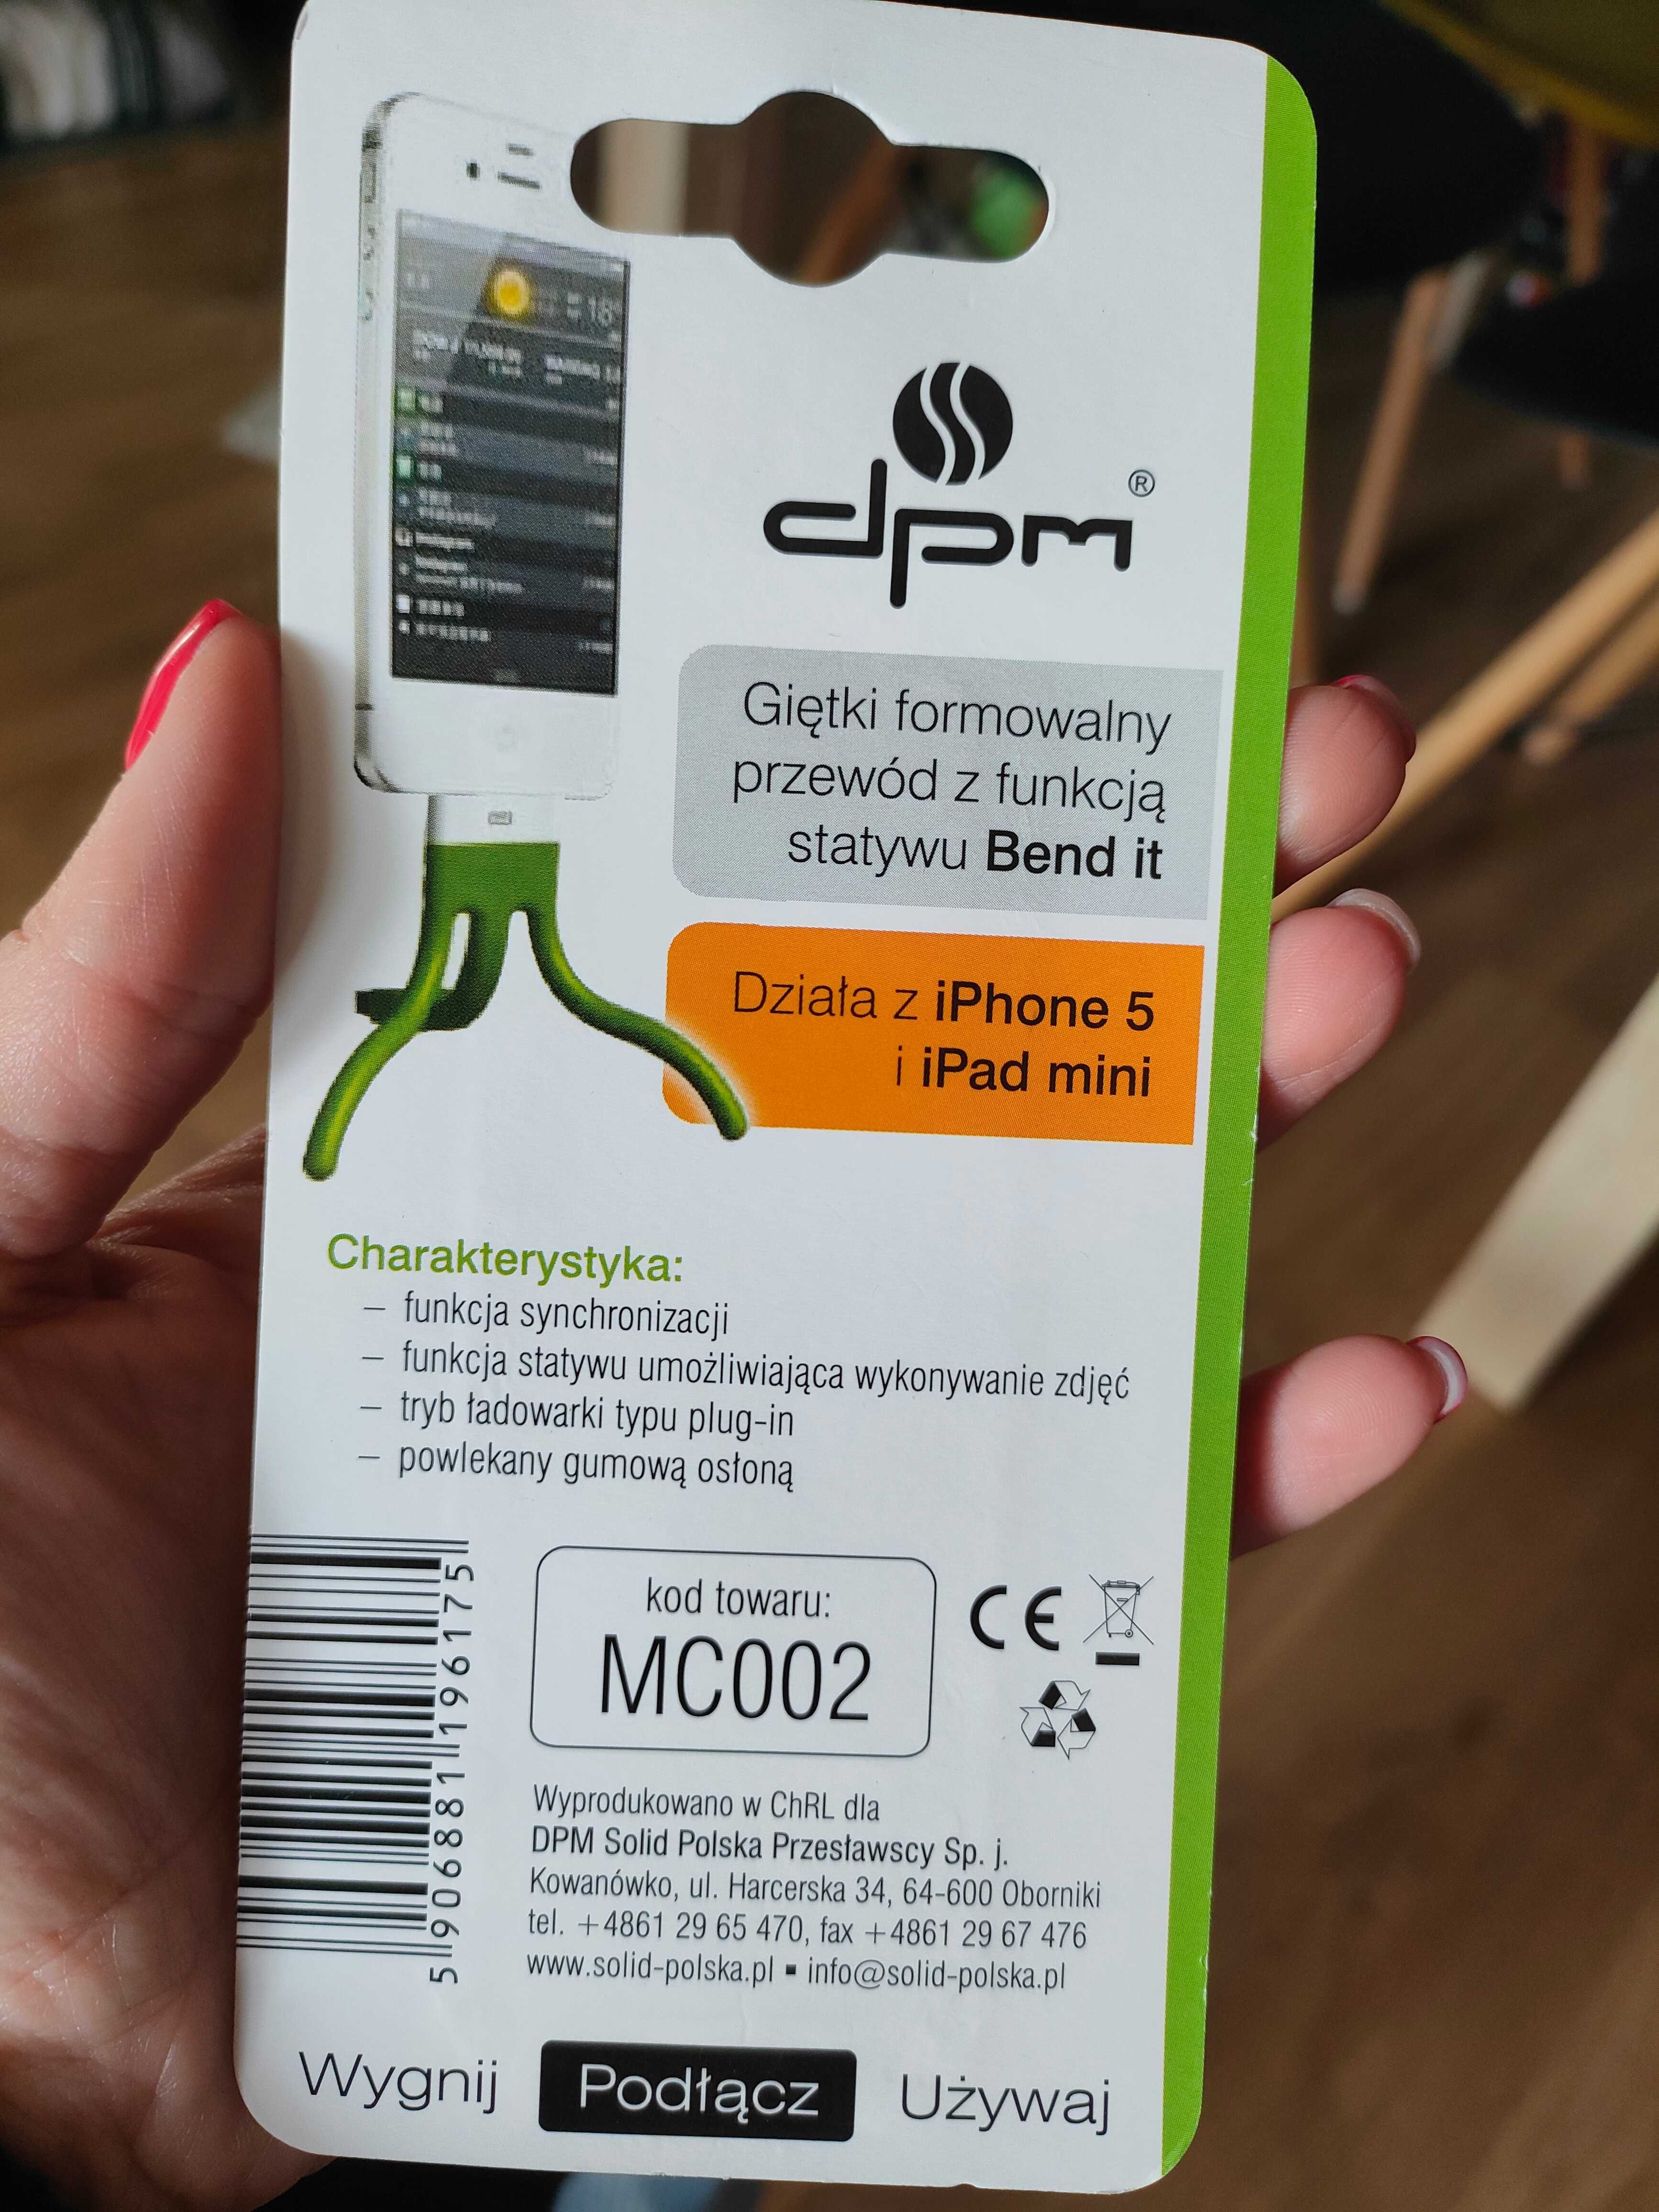 dpm®
Giętki formowalny
przewód z funkcją
statywu Bend it
Działa z iPhone 5
i iPad mini
Charakterystyka:
– funkcja synchronizacji
– funkcja statywu umożliwiająca wykonywanie zdjęć
– tryb ładowarki typu plug-in
– powlekany gumową osłoną
5 906881 196175
kod towaru:
MC002
CE
Wyprodukowano w ChRL dla
DPM Solid Polska Przesławscy Sp. j.
Kowanówko, ul. Harcerska 34, 64-600 Oborniki
tel. +4861 29 65 470, fax +4861 29 67 476
www.solid-polska.pl ▪ info@solid-polska.pl
Wygnij Podłącz Używaj